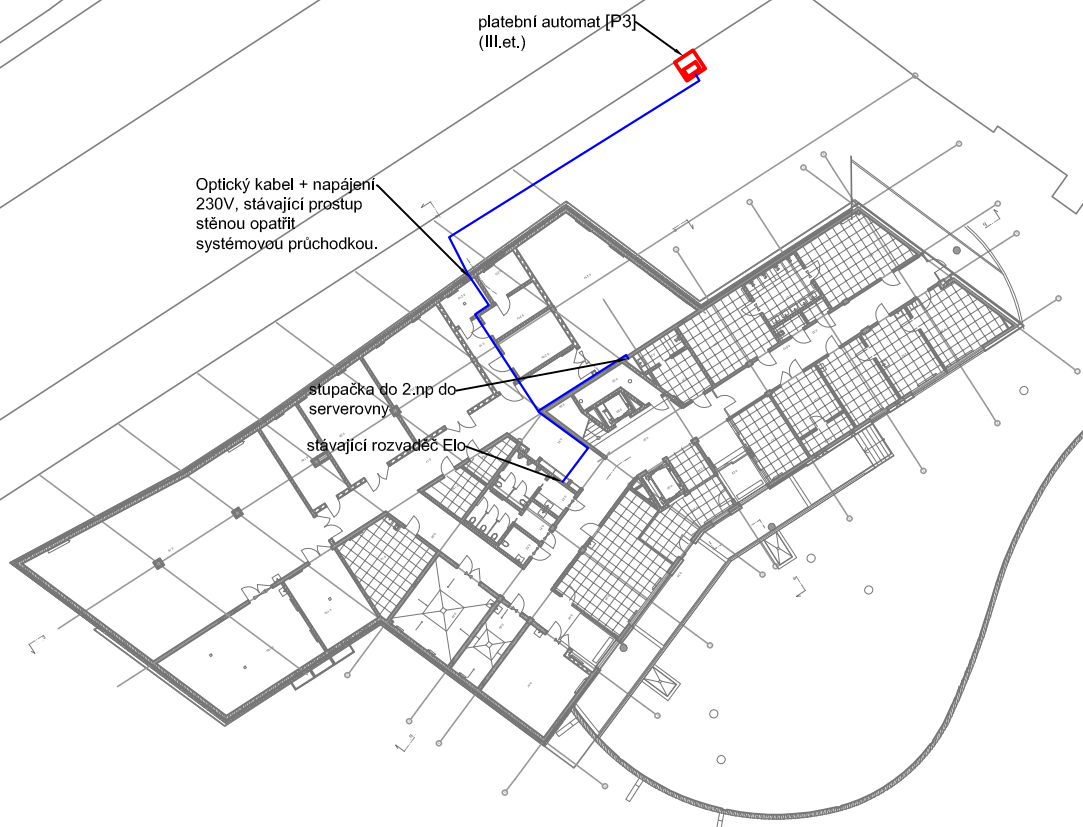 platební automat [P3]
(III.et.)
Optický kabel + napájení
230V, stávající prostup
stěnou opatřit
systémovou průchodkou.
stupačka do 2.np do
serverovny
stávající rozvaděč Elo